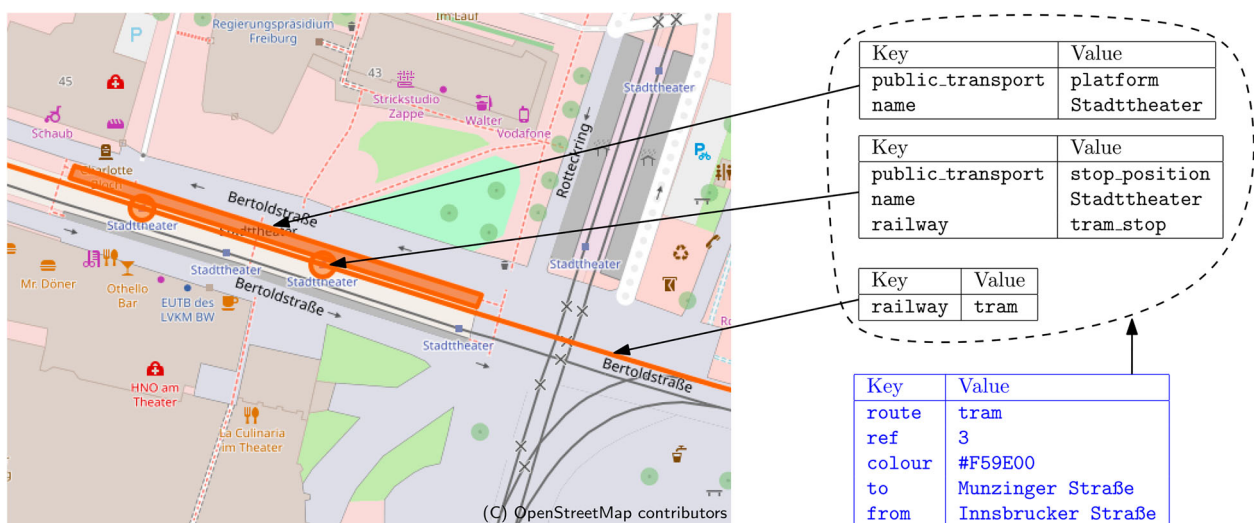 Im Lauf
Regierungspräsidium
Freiburg
P
45
43
Stadttheater
Strickstudio
Zappe
Walter
Vodafone
Schaub
Rotteckring
Charlotte
Bloch
Bertoldstraße
Stadttheater
Stadttheater
Stadttheater
Stadttheater
Stadttheater
Mr. Döner
Othello
Bar
EUTB des
LVKM BW
Bertoldstraße
Stadttheater
Bertoldstraße
HNO am
Theater
La Culinaria
im Theater
(C) OpenStreetMap contributors
Key Value
public_transport platform
name Stadttheater
Key Value
public_transport stop_position
name Stadttheater
railway tram_stop
Key Value
railway tram
Key Value
route tram
ref 3
colour #F59E00
to Munzinger Straße
from Innsbrucker Straße